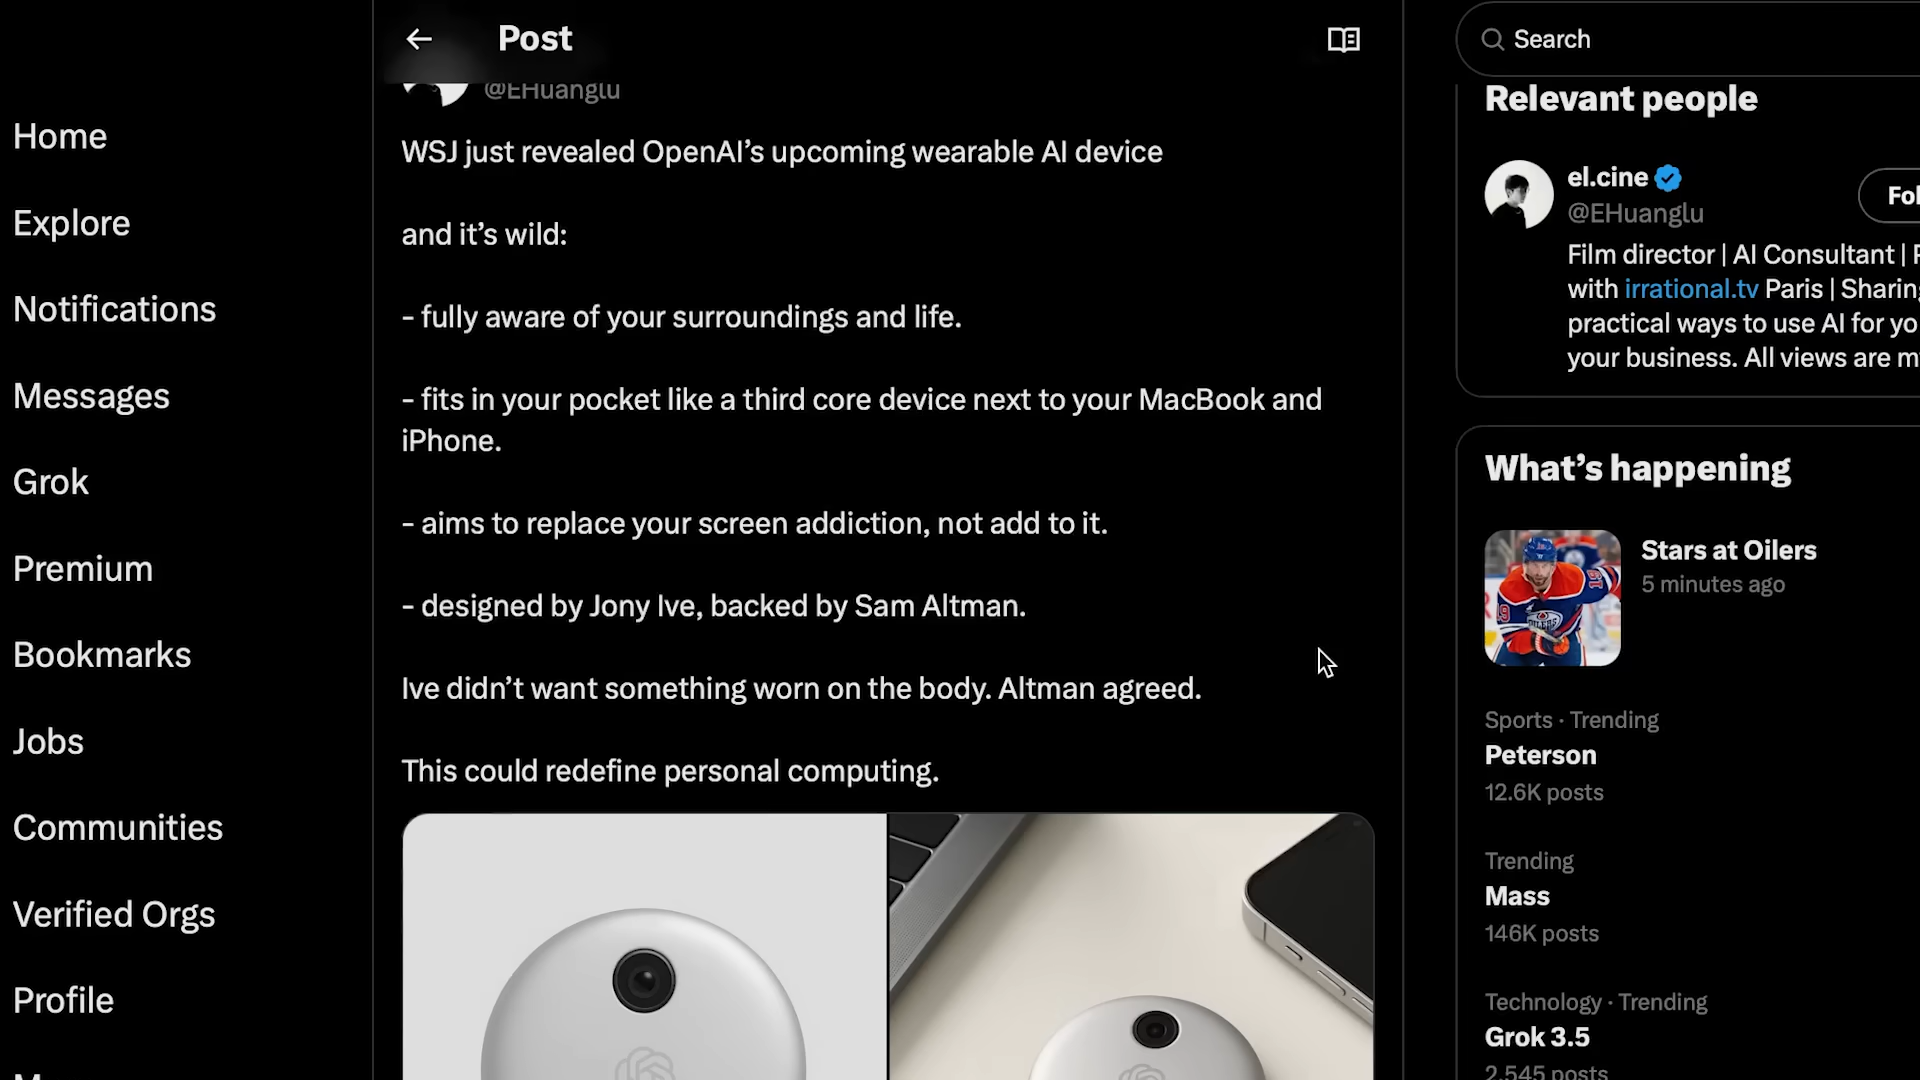 Post
Search
Home
Explore
Notifications
Messages
Grok
Premium
Bookmarks
Jobs
Communities
Verified Orgs
Profile
@EHuanglu
WSJ just revealed OpenAI’s upcoming wearable AI device
and it’s wild:
- fully aware of your surroundings and life.
- fits in your pocket like a third core device next to your MacBook and
iPhone.
- aims to replace your screen addiction, not add to it.
- designed by Jony Ive, backed by Sam Altman.
Ive didn’t want something worn on the body. Altman agreed.
This could redefine personal computing.
Relevant people
el.cine
@EHuanglu
Film director | AI Consultant |
with irrational.tv Paris | Sharing
practical ways to use AI for yo
your business. All views are m
What’s happening
Stars at Oilers
5 minutes ago
19
OILERS
Sports · Trending
Peterson
12.6K posts
Trending
Mass
146K posts
Technology · Trending
Grok 3.5
2,545 posts